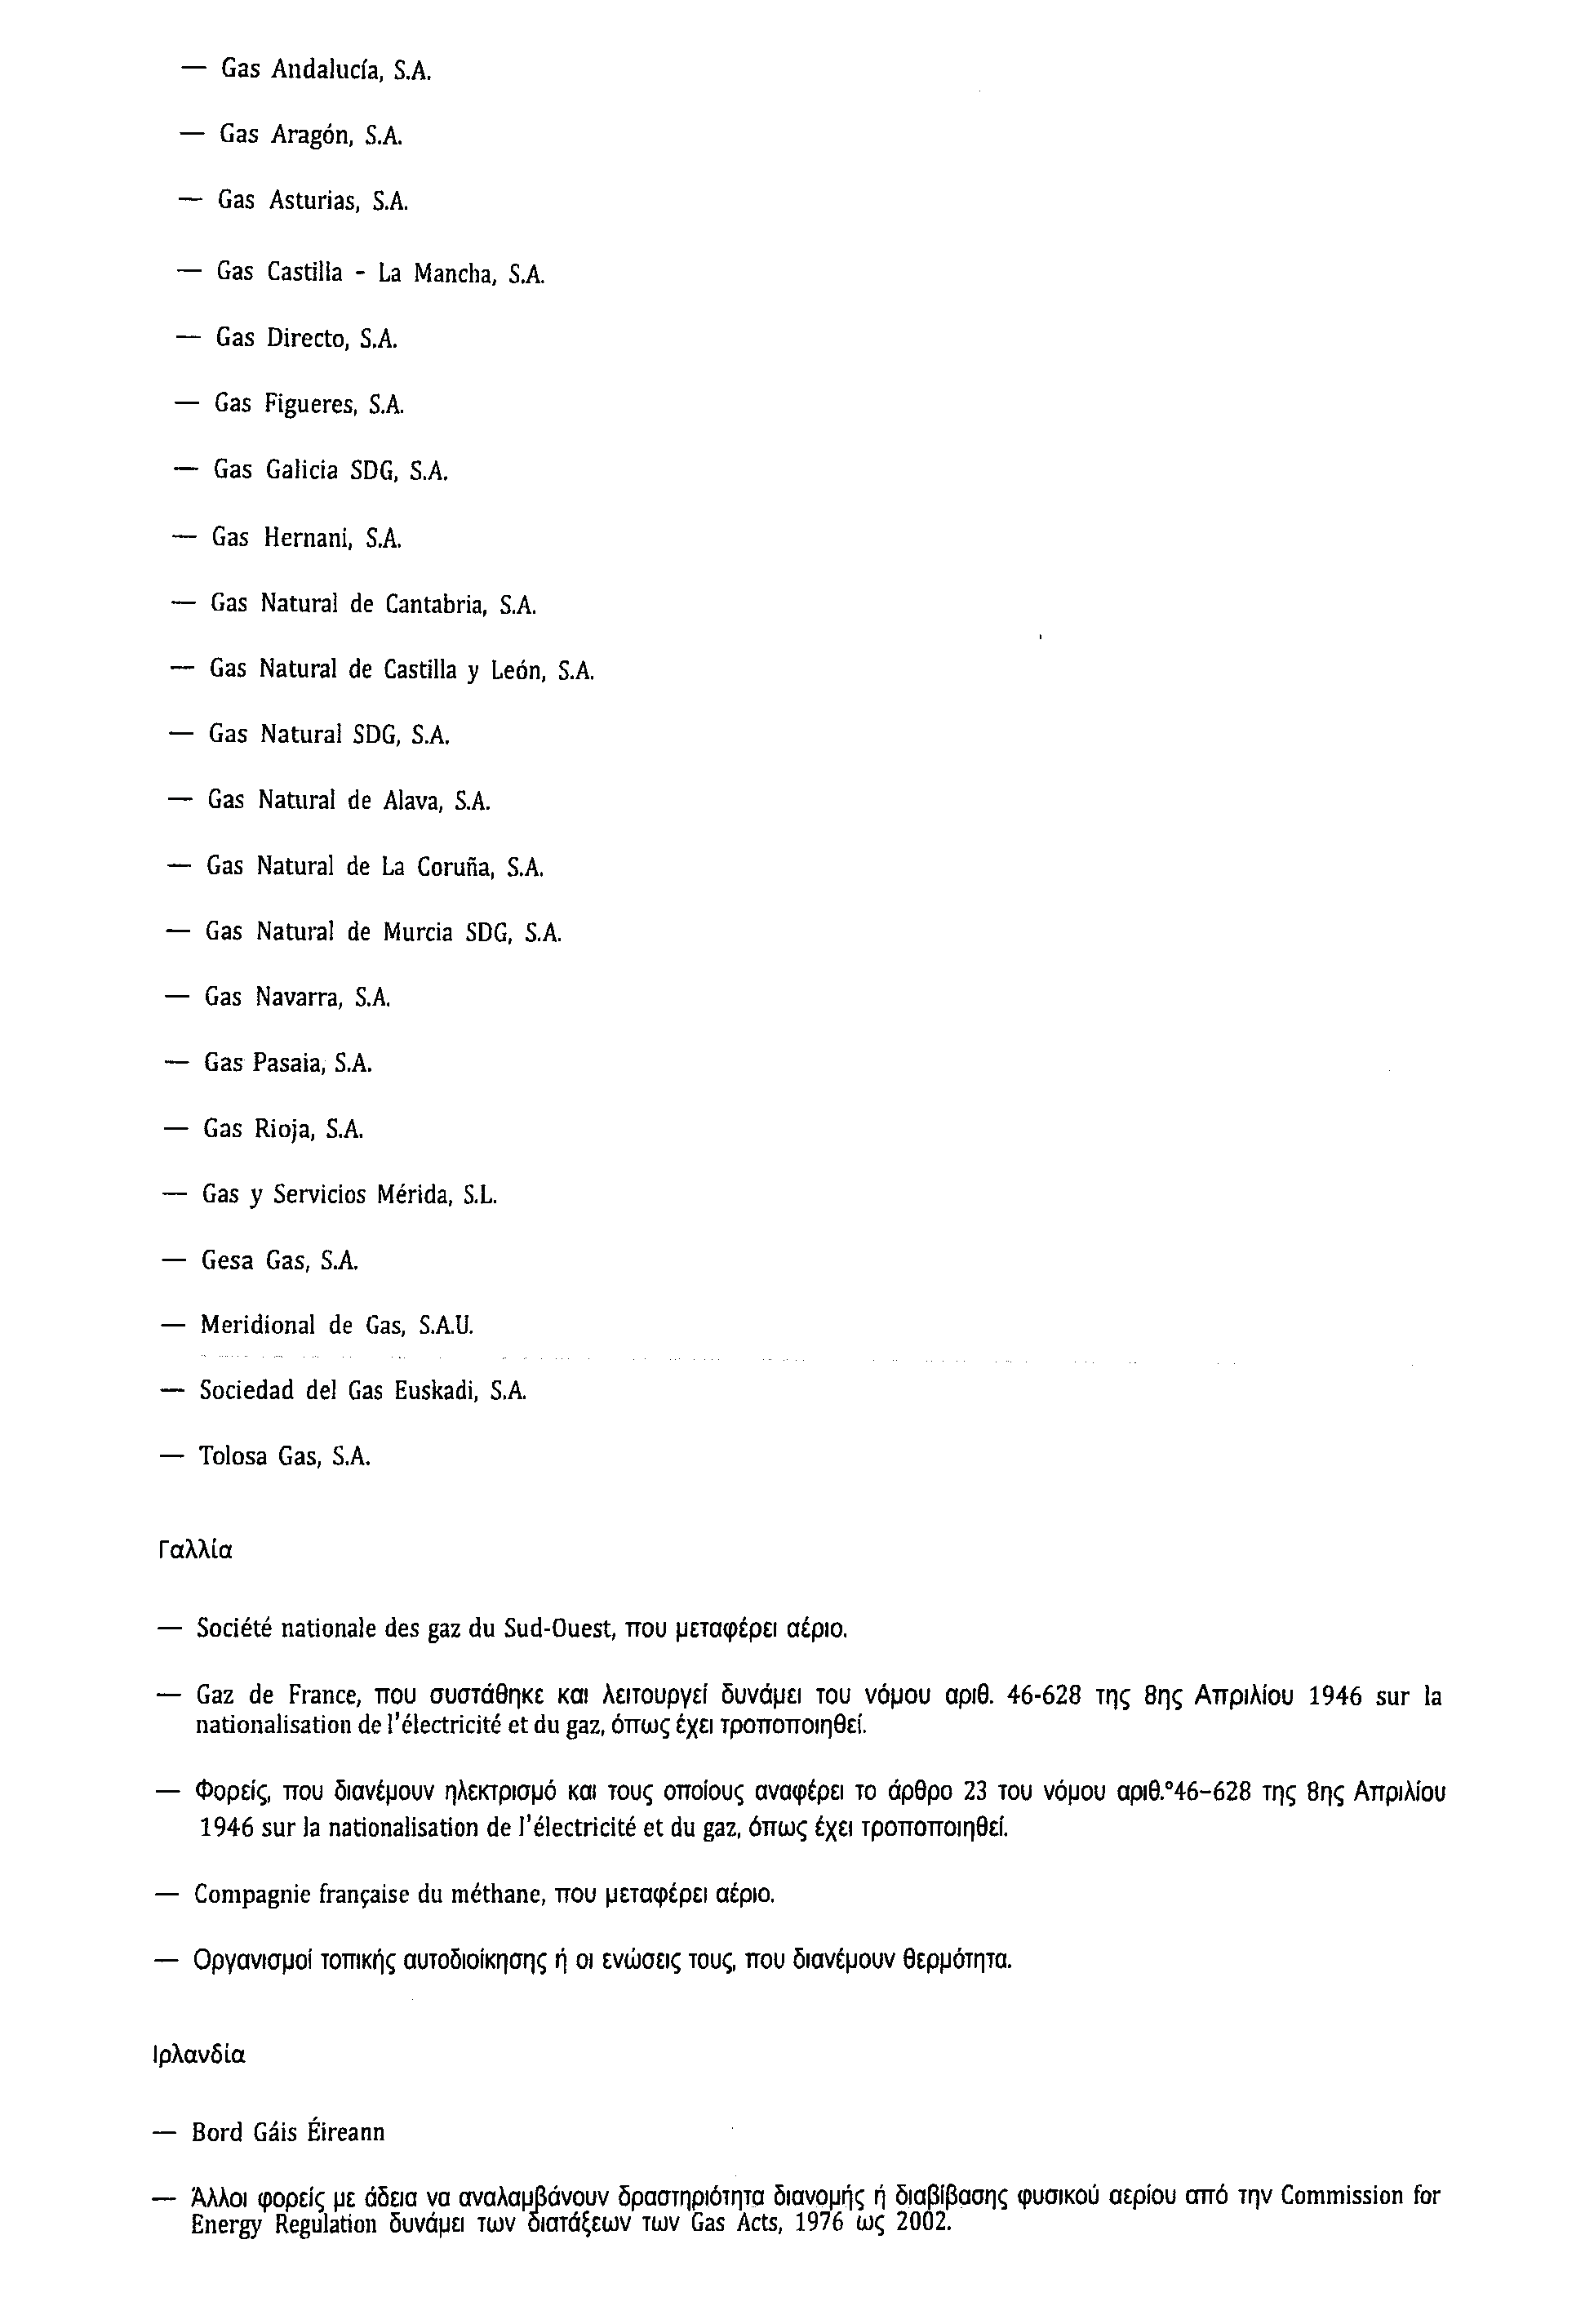 — Gas Andalucía, S.A.
— Gas Aragón, S.A.
— Gas Asturias, S.A.
— Gas Castilla - La Mancha, S.A.
— Gas Directo, S.A.
— Gas Figueres, S.A.
— Gas Galicia SDG, S.A.
— Gas Hernani, S.A.
— Gas Natural de Cantabria, S.A.
— Gas Natural de Castilla y León, S.A.
— Gas Natural SDG, S.A.
— Gas Natural de Alava, S.A.
— Gas Natural de La Coruña, S.A.
— Gas Natural de Murcia SDG, S.A.
— Gas Navarra, S.A.
— Gas Pasaia, S.A.
— Gas Rioja, S.A.
— Gas y Servicios Mérida, S.L.
— Gesa Gas, S.A.
— Meridional de Gas, S.A.U.
— Sociedad del Gas Euskadi, S.A.
— Tolosa Gas, S.A.
Γαλλία
— Société nationale des gaz du Sud-Ouest, που μεταφέρει αέριο.
— Gaz de France, που συστάθηκε και λειτουργεί δυνάμει του νόμου αριθ. 46-628 της 8ης Απριλίου 1946 sur la
nationalisation de l'électricité et du gaz, όπως έχει τροποποιηθεί.
— Φορείς, που διανέμουν ηλεκτρισμό και τους οποίους αναφέρει το άρθρο 23 του νόμου αριθ.°46-628 της 8ης Απριλίου
1946 sur la nationalisation de l'électricité et du gaz, όπως έχει τροποποιηθεί.
— Compagnie française du méthane, που μεταφέρει αέριο.
— Οργανισμοί τοπικής αυτοδιοίκησης ή οι ενώσεις τους, που διανέμουν θερμότητα.
Ιρλανδία
— Bord Gáis Éireann
— Άλλοι φορείς με άδεια να αναλαμβάνουν δραστηριότητα διανομής ή διαβίβασης φυσικού αερίου από την Commission for
Energy Regulation δυνάμει των διατάξεων των Gas Acts, 1976 ως 2002.